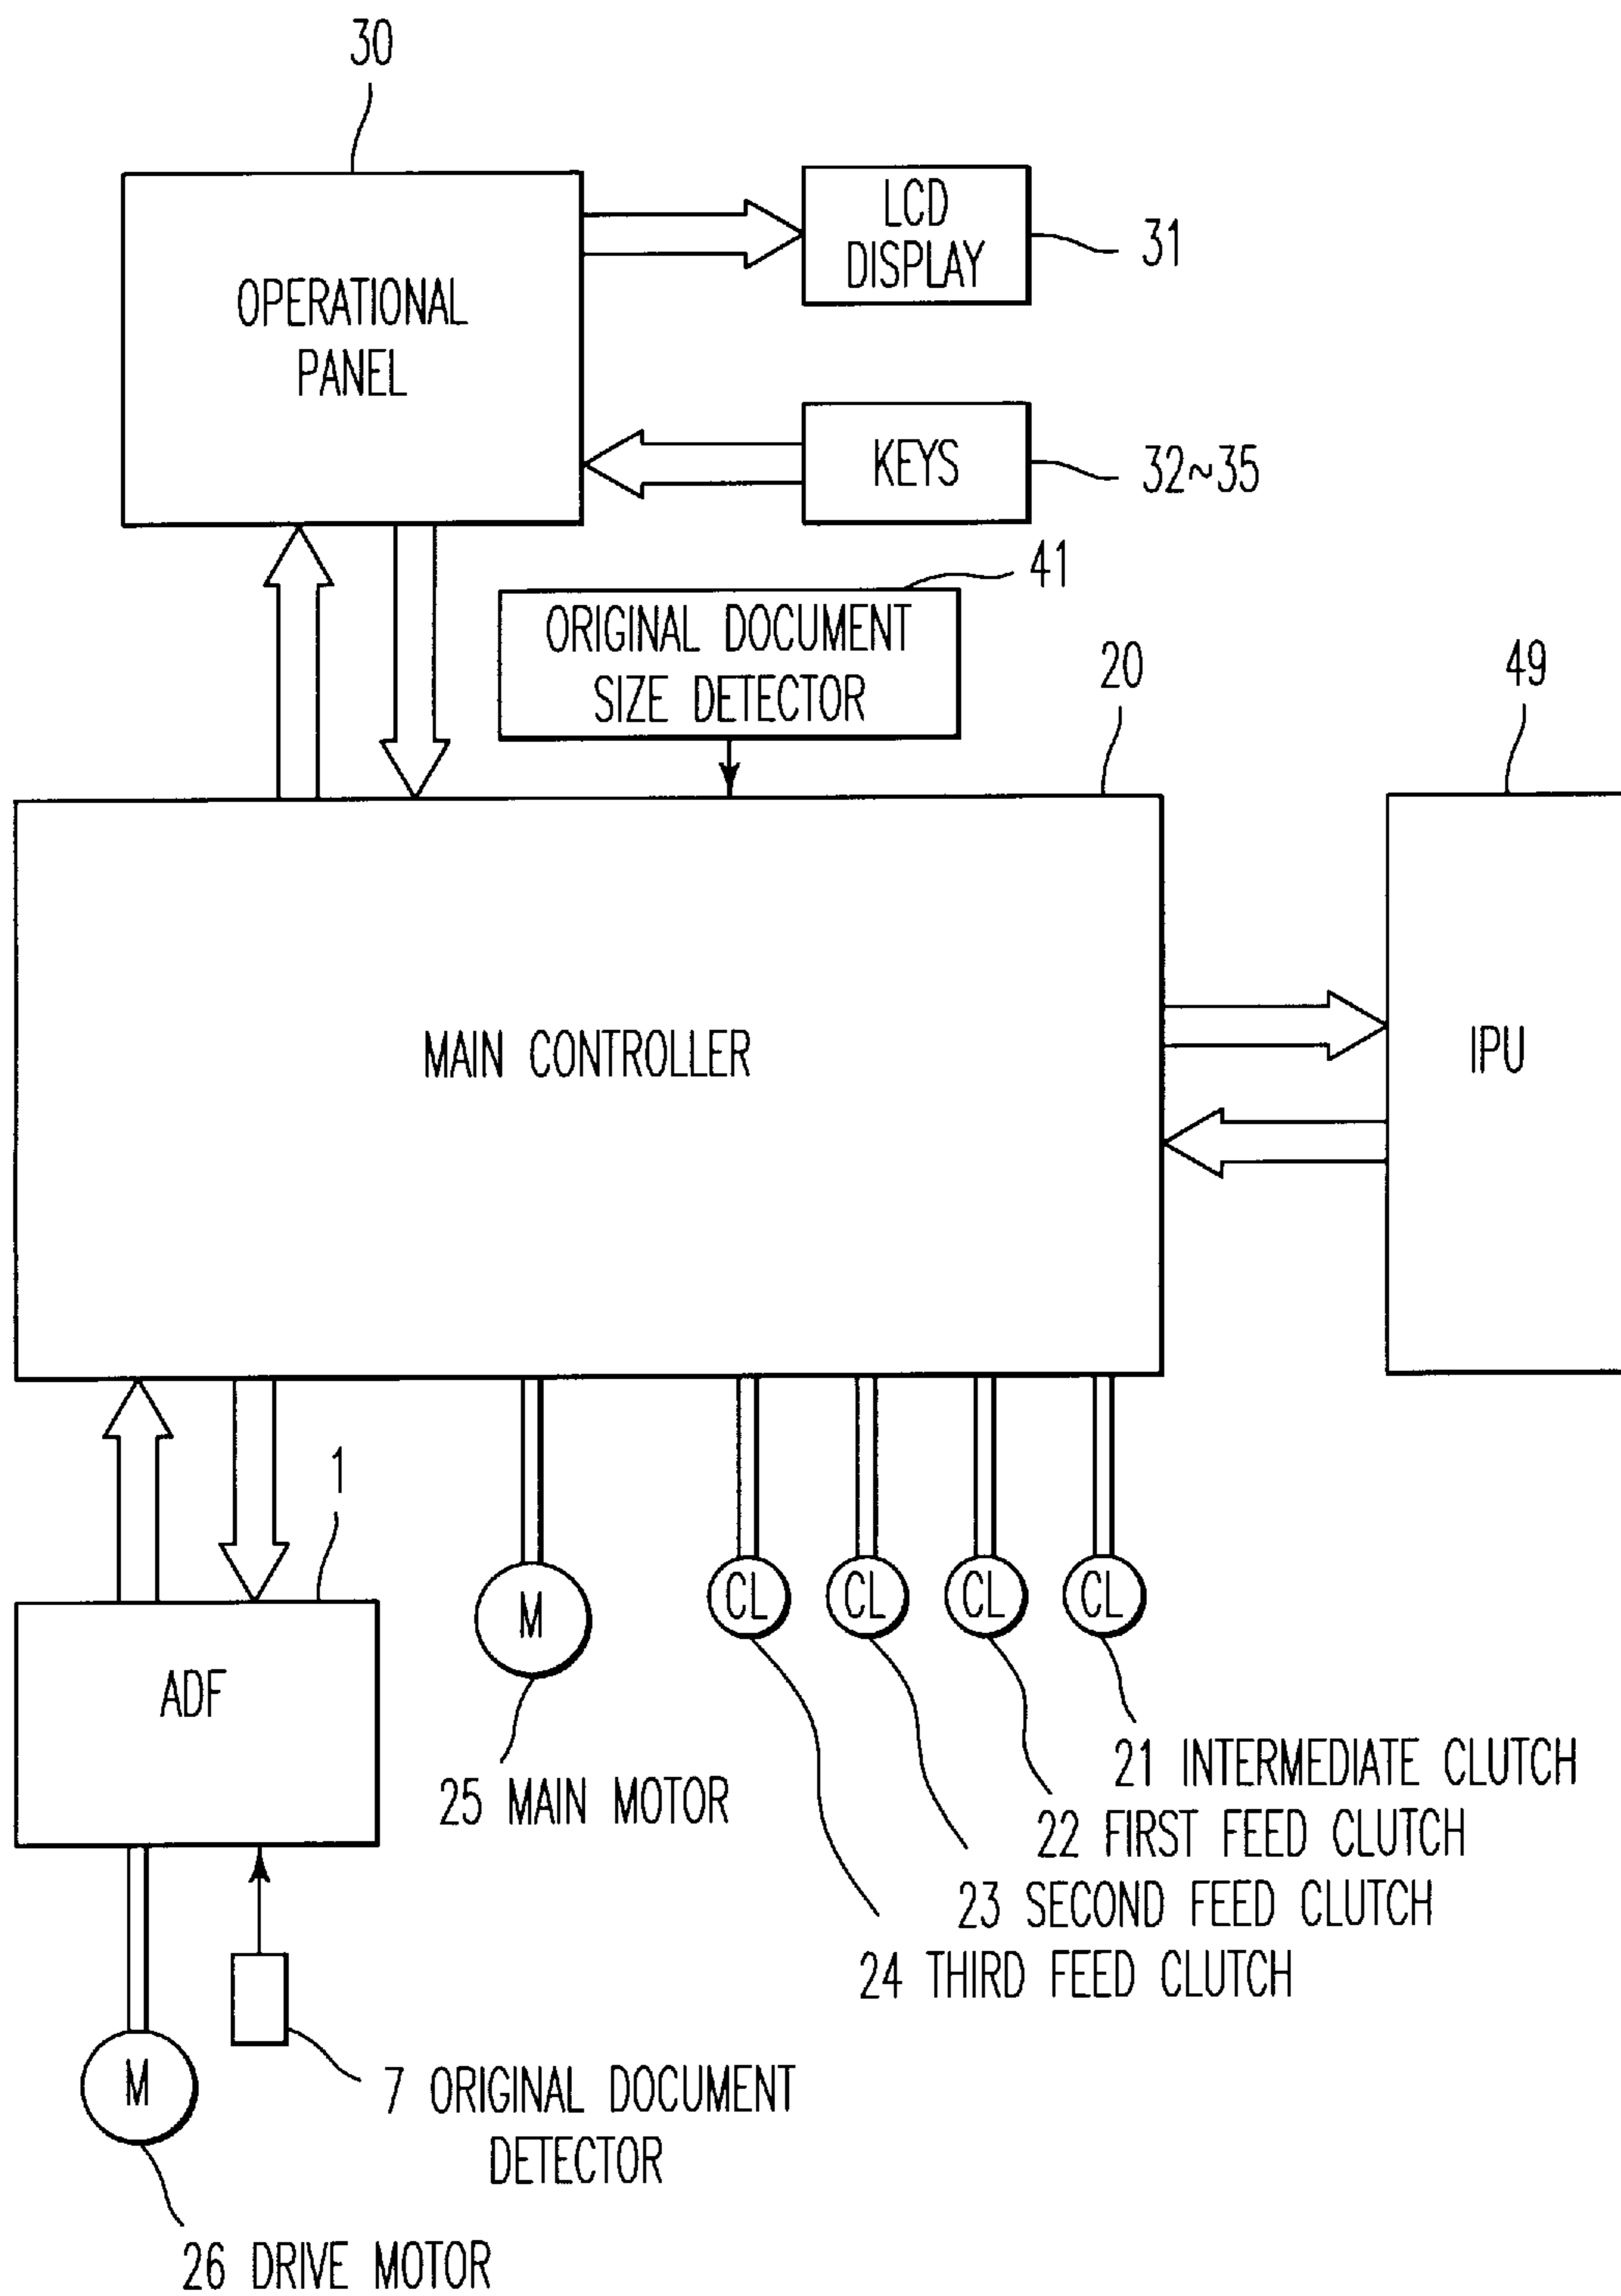 30
OPERATIONAL
PANEL
LCD
DISPLAY
31
KEYS
32~35
41
ORIGINAL DOCUMENT
SIZE DETECTOR
20
49
MAIN CONTROLLER
IPU
1
ADF
M
CL
CL
CL
CL
25 MAIN MOTOR
21 INTERMEDIATE CLUTCH
22 FIRST FEED CLUTCH
23 SECOND FEED CLUTCH
24 THIRD FEED CLUTCH
M
7 ORIGINAL DOCUMENT
DETECTOR
26 DRIVE MOTOR